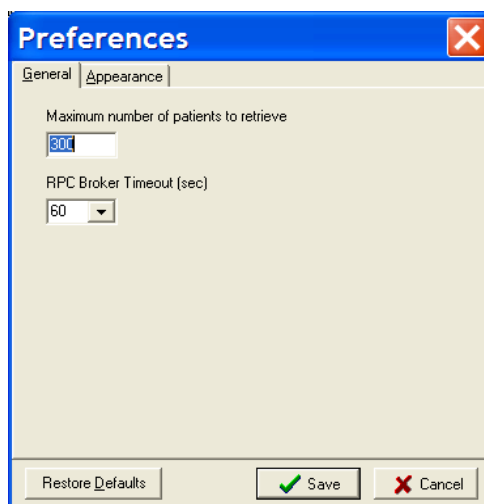 Preferences
General Appearance
Maximum number of patients to retrieve
300
RPC Broker Timeout (sec)
60
Restore Defaults Save Cancel